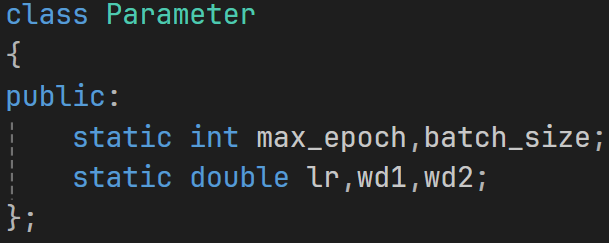 class Parameter
{
public:
    static int max_epoch,batch_size;
    static double lr,wd1,wd2;
};